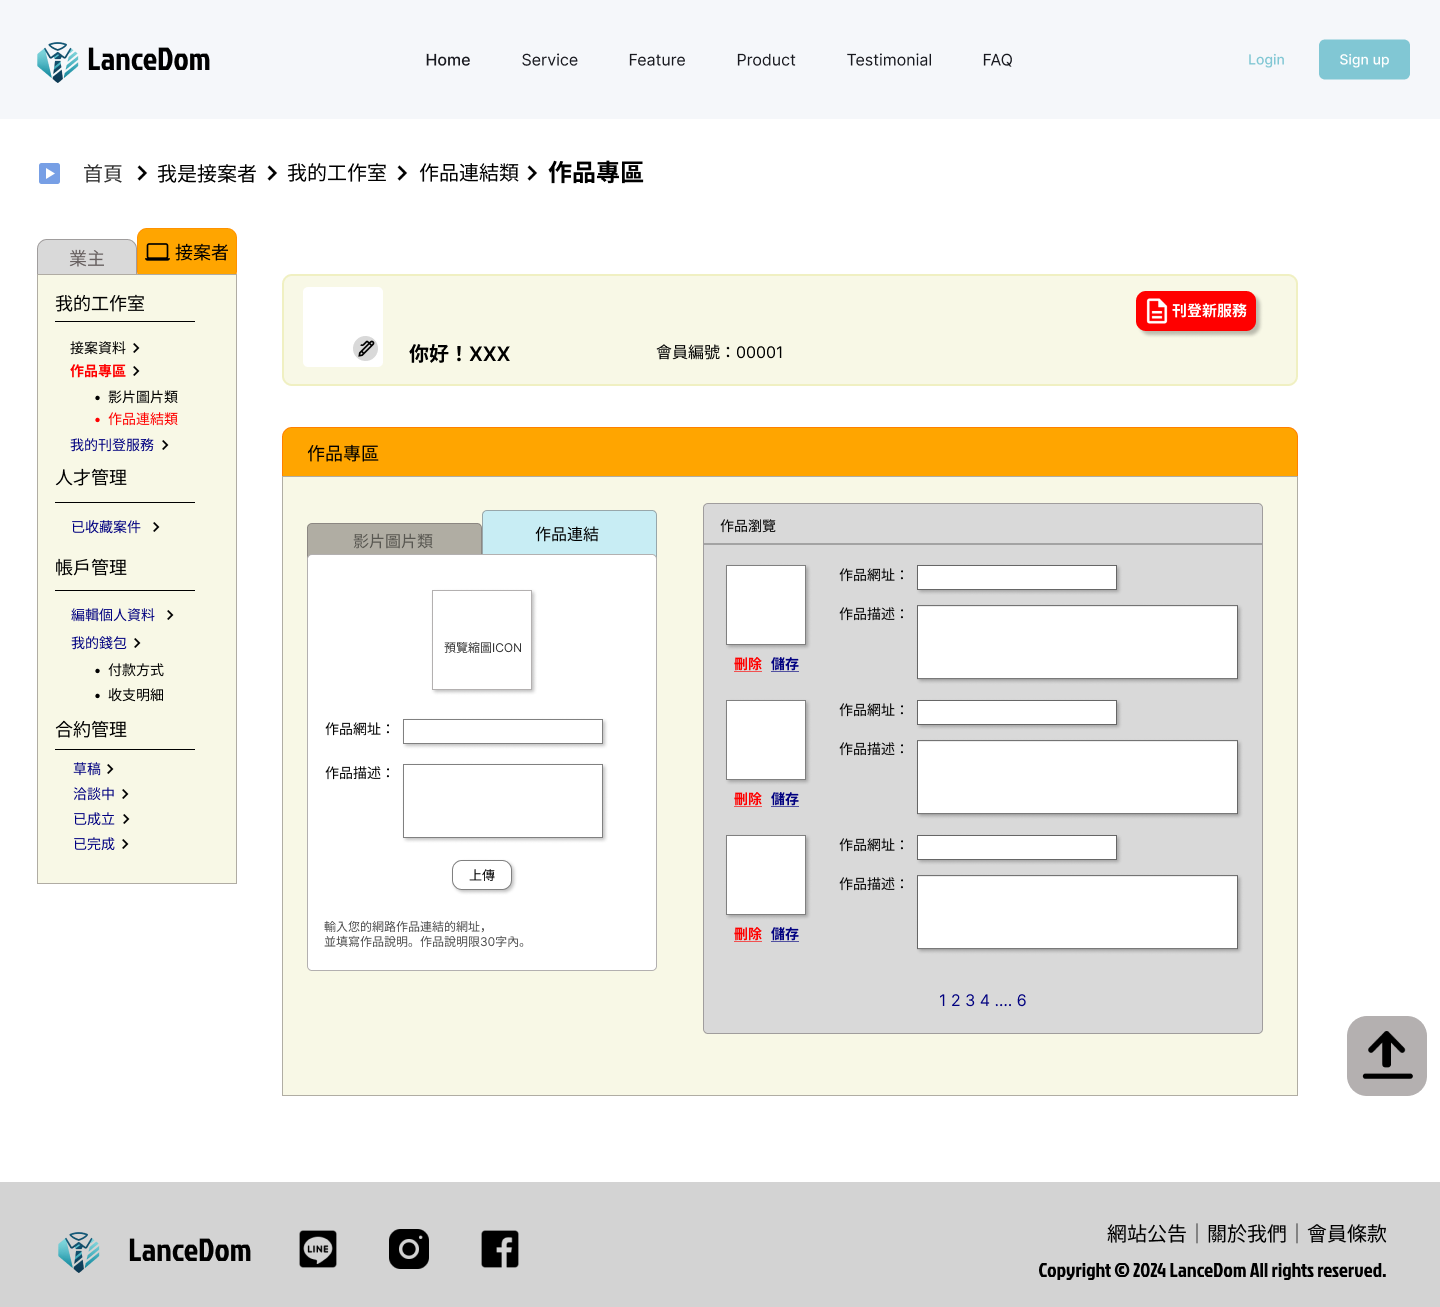 LanceDom
Home Service Feature Product Testimonial FAQ
Login Sign up
首頁 我是接案者 我的工作室 作品連結類 作品專區
業主 接案者
我的工作室
接案資料
作品專區
• 影片圖片類
• 作品連結類
我的刊登服務
人才管理
已收藏案件
帳戶管理
編輯個人資料
我的錢包
• 付款方式
• 收支明細
合約管理
草稿
洽談中
已成立
已完成
刊登新服務
你好！XXX 會員編號：00001
作品專區
影片圖片類 作品連結
預覽縮圖ICON
作品網址：
作品描述：
上傳
輸入您的網路作品連結的網址，
並填寫作品說明。作品說明限30字內。
作品瀏覽
作品網址：
作品描述：
刪除 儲存
作品網址：
作品描述：
刪除 儲存
作品網址：
作品描述：
刪除 儲存
1 2 3 4 .... 6
LanceDom
LINE
網站公告｜關於我們｜會員條款
Copyright © 2024 LanceDom All rights reserved.